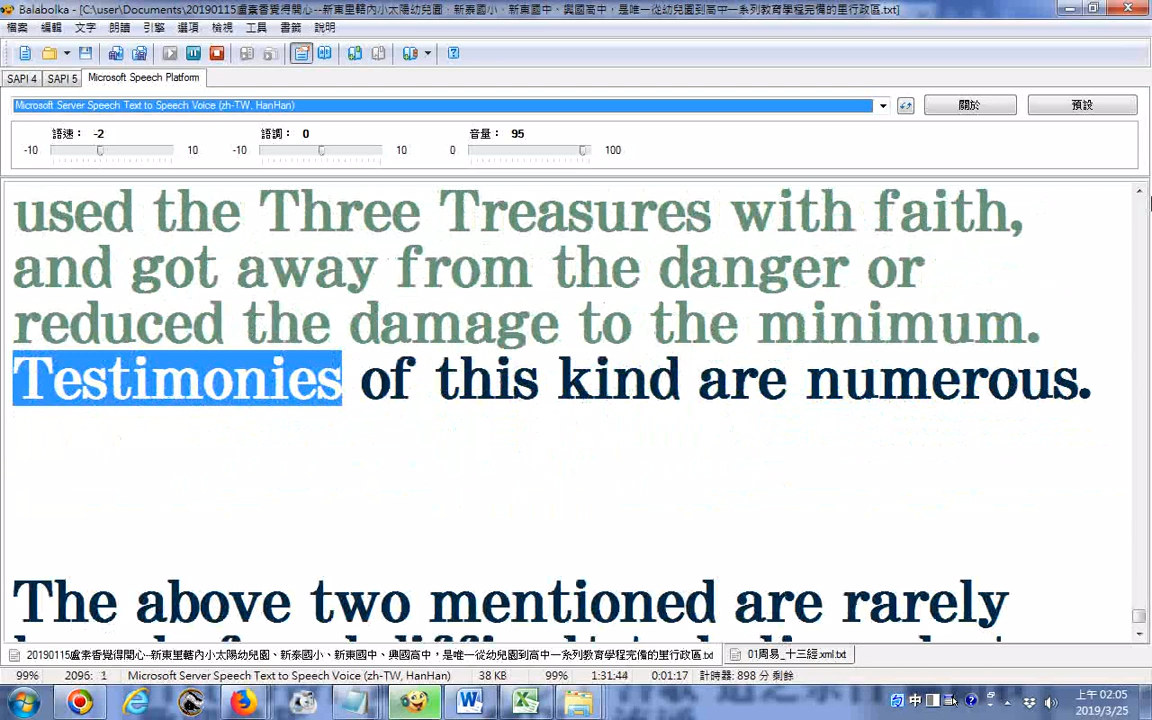 Balabolka - [C:\user\Documents\20190115盧素香覺得開心--新東里轄內小太陽幼兒園、新泰國小、新東國中、興國高中，是唯一從幼兒園到高中一系列教育學程完備的里行政區.txt]
檔案 編輯 文字 朗讀 引擎 選項 檢視 工具 書籤 說明
SAPI 4 SAPI 5 Microsoft Speech Platform
Microsoft Server Speech Text to Speech Voice (zh-TW, HanHan) 關於 預設
語速： -2 語調： 0 音量： 95
-10 10 -10 10 0 100
used the Three Treasures with faith,
and got away from the danger or
reduced the damage to the minimum.
Testimonies of this kind are numerous.
The above two mentioned are rarely
20190115盧素香覺得開心--新東里轄內小太陽幼兒園、新泰國小、新東國中、興國高中，是唯一從幼兒園到高中一系列教育學程完備的里行政區.txt 01周易_十三經.xml.txt
99% 2096: 1 Microsoft Server Speech Text to Speech Voice (zh-TW, HanHan) 38 KB 99% 1:31:44 0:01:17 計時器： 898 分 剩餘
中 上午 02:05
2019/3/25